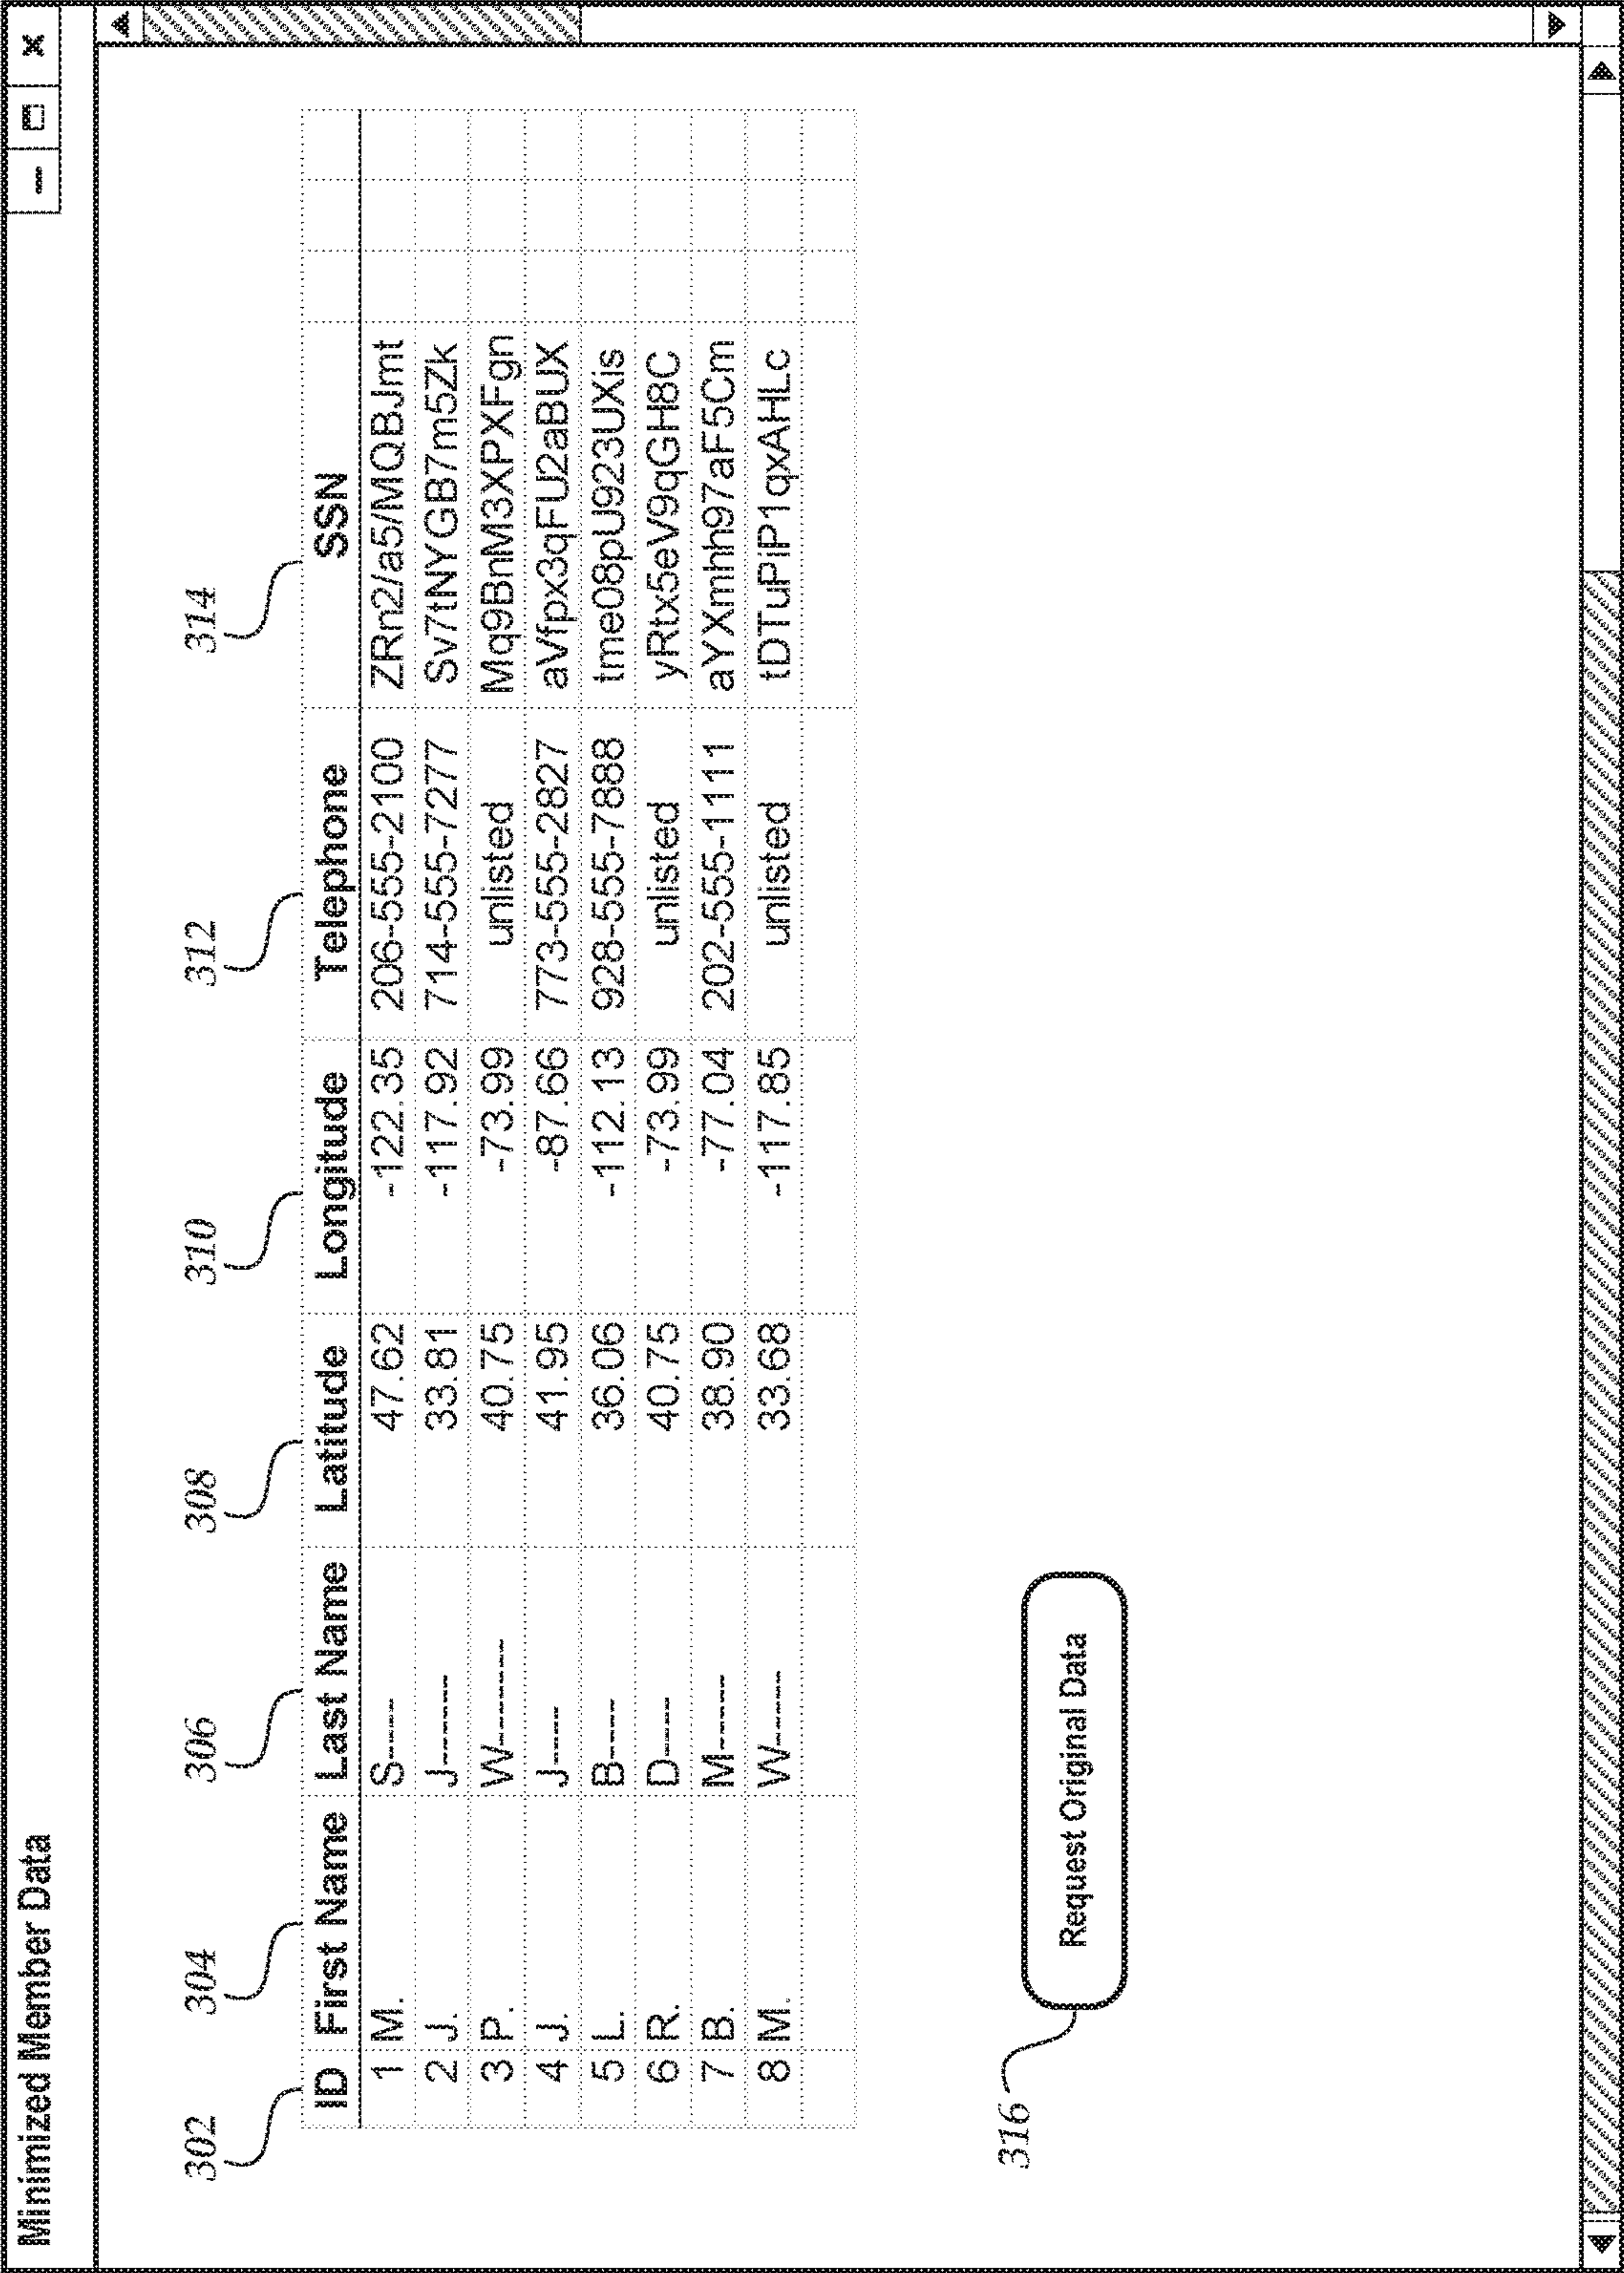 Minimized Member Data
302 304 306 308 310 312 314
ID First Name Last Name Latitude Longitude Telephone SSN
1 M. S----- 47.62 -122.35 206-555-2100 ZRn2/a5/MQBJmt
2 J. J------- 33.81 -117.92 714-555-7277 Sv7tNYGB7m5Zk
3 P. W--------- 40.75 -73.99 unlisted Mq9BnM3XPXFgn
4 J. J---- 41.95 -87.66 773-555-2827 aVfpx3qFU2aBUX
5 L. B----- 36.06 -112.13 928-555-7888 tme08pU923UXis
6 R. D----- 40.75 -73.99 unlisted yRtx5eV9qGH8C
7 B. M------ 38.90 -77.04 202-555-1111 aYXmhh97aF5Cm
8 M. W------ 33.68 -117.85 unlisted tDTuPiP1qxAHLc
316
Request Original Data